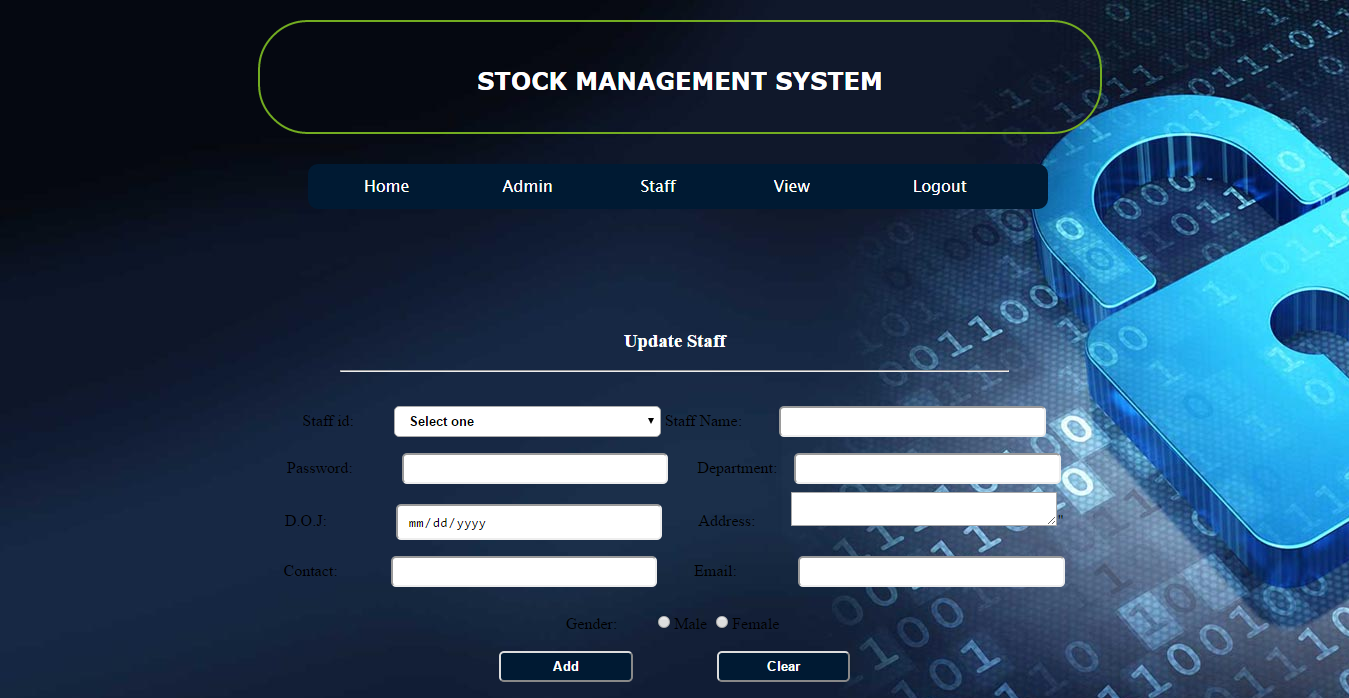 STOCK MANAGEMENT SYSTEM
Home Admin Staff View Logout
Update Staff
Staff id: Select one Staff Name:
Password: Department:
D.O.J: mm/dd/yyyy Address: "
Contact: Email:
Gender: Male Female
Add Clear